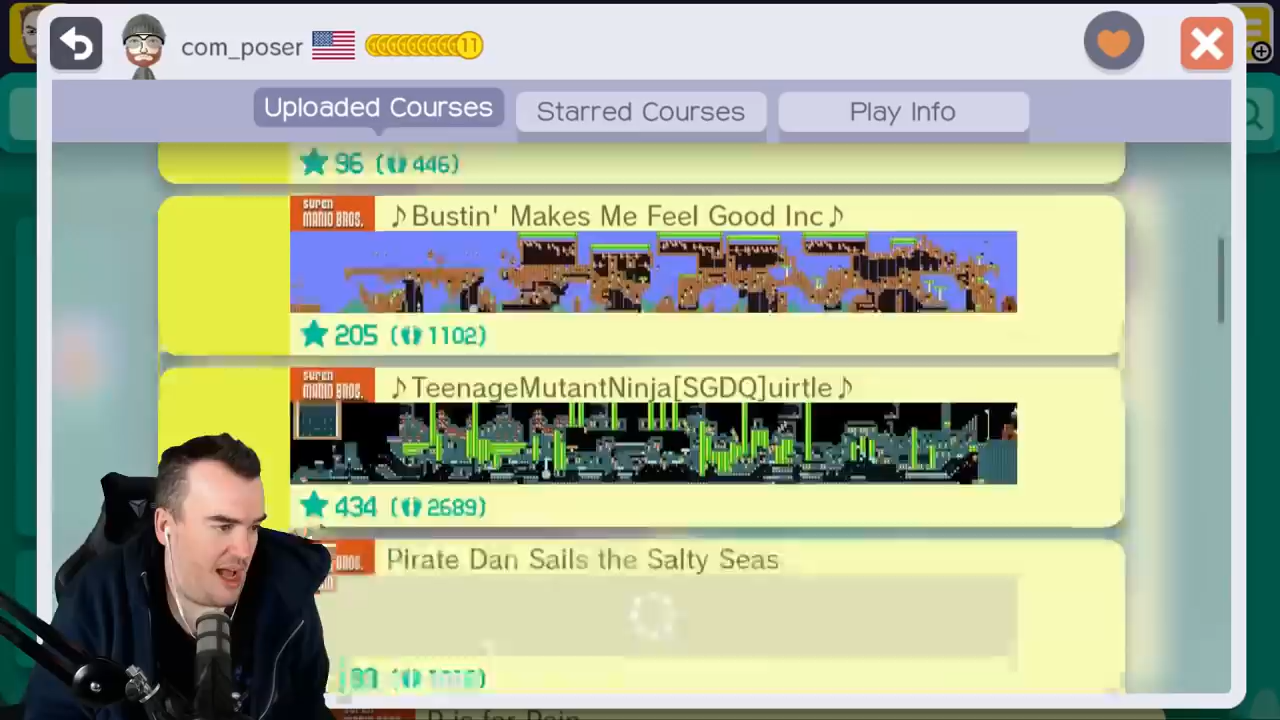 com_poser 11
Uploaded Courses Starred Courses Play Info
96 (446)
SUPER MARIO BROS. ♪Bustin' Makes Me Feel Good Inc♪
205 (1102)
SUPER MARIO BROS. ♪TeenageMutantNinja[SGDQ]uirtle♪
434 (2689)
BROS. Pirate Dan Sails the Salty Seas